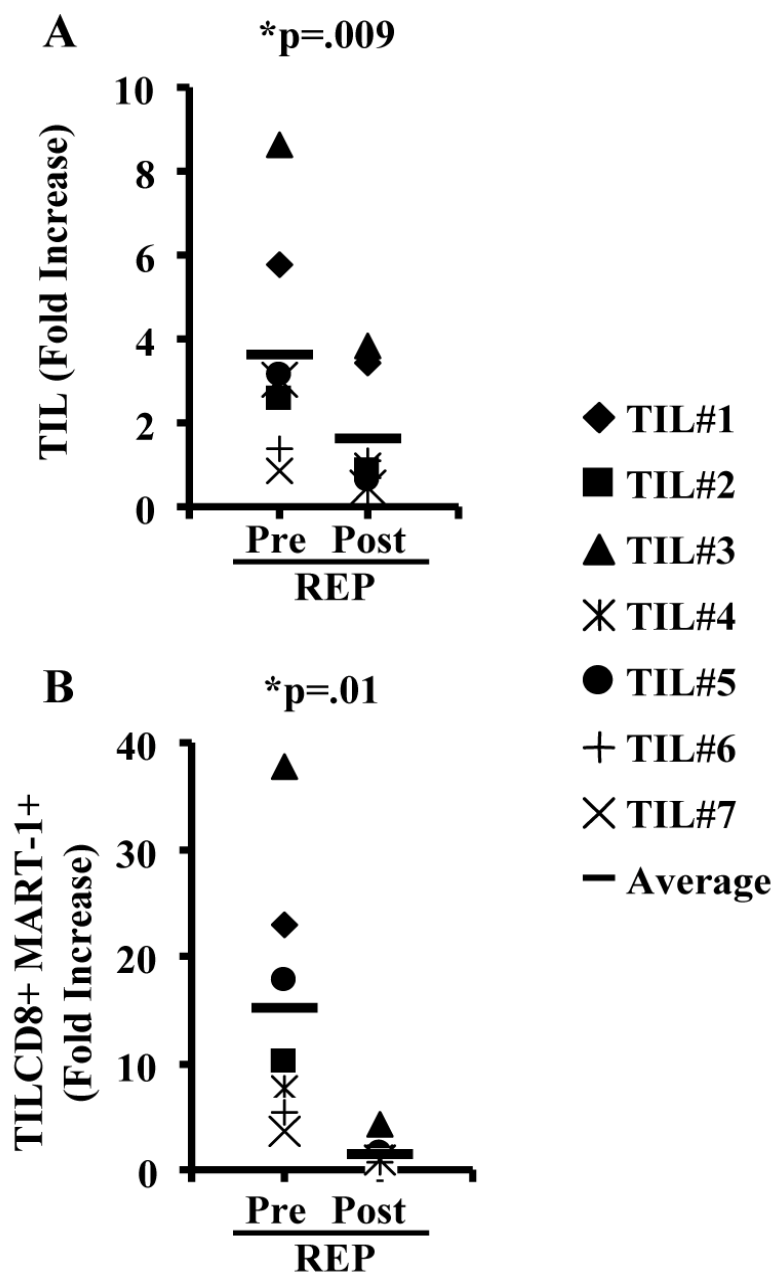 A
*p=.009
TIL (Fold Increase)
10
8
6
4
2
0
Pre Post
REP
TIL#1
TIL#2
TIL#3
TIL#4
TIL#5
TIL#6
TIL#7
Average
B
*p=.01
TILCD8+ MART-1+
(Fold Increase)
40
30
20
10
0
Pre Post
REP